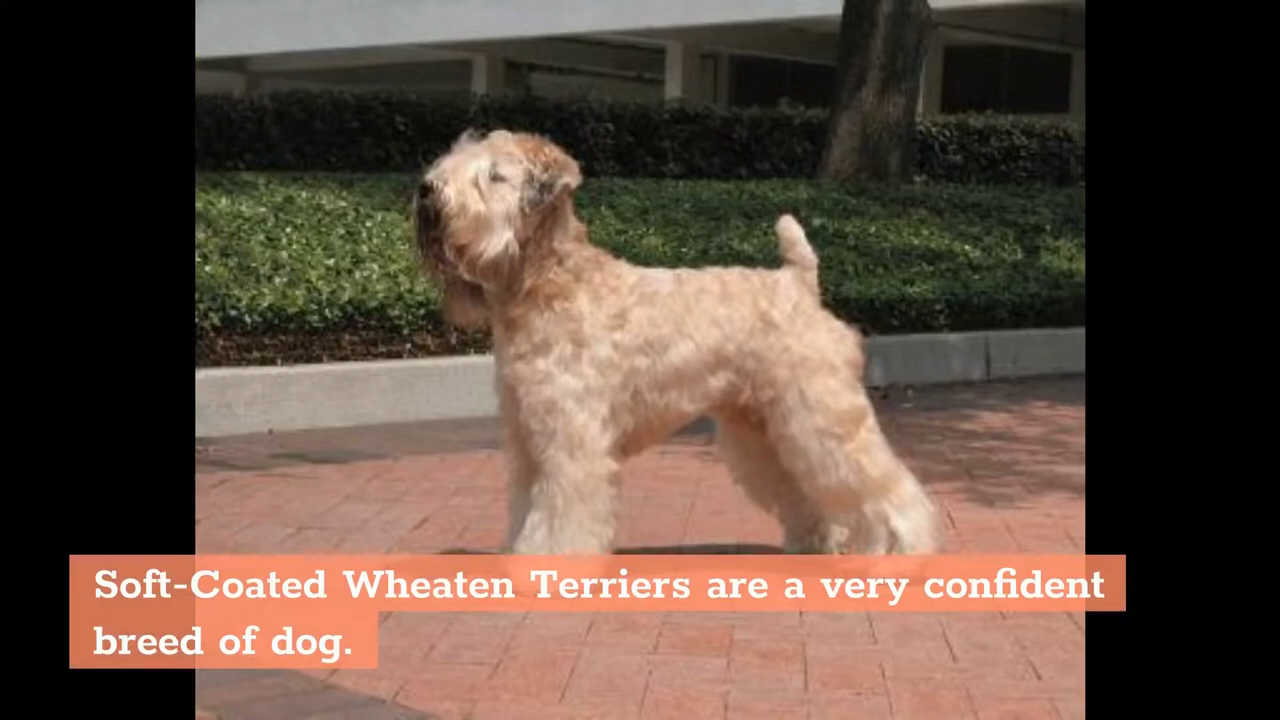 Soft-Coated Wheaten Terriers are a very confident
breed of dog.